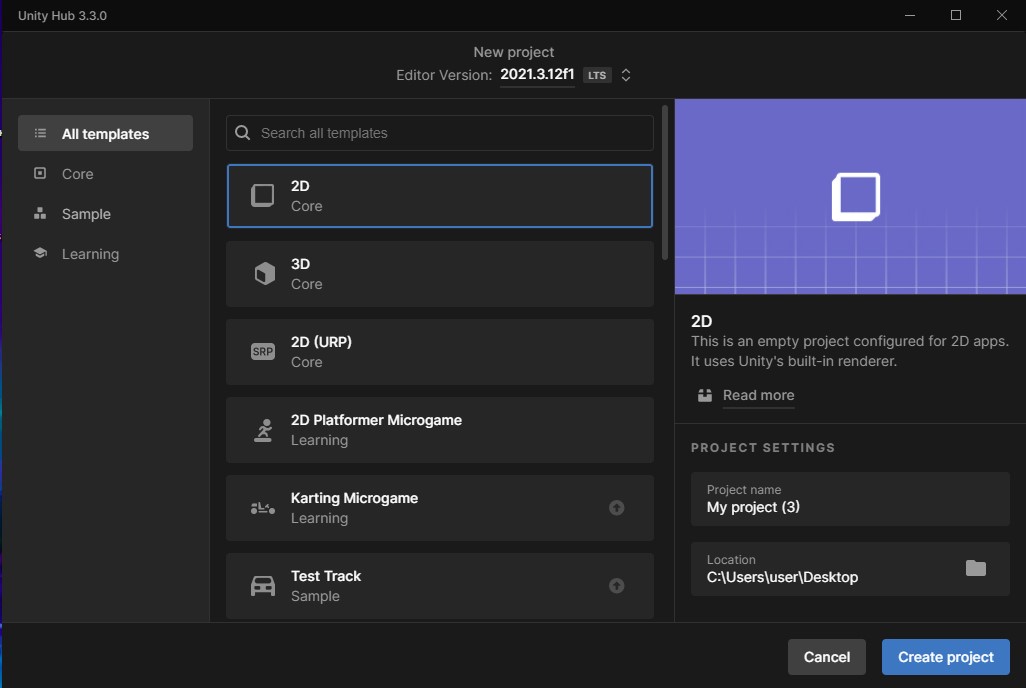 Unity Hub 3.3.0
New project
Editor Version: 2021.3.12f1 LTS
All templates
Core
Sample
Learning
Search all templates
2D
Core
3D
Core
SRP
2D (URP)
Core
2D Platformer Microgame
Learning
Karting Microgame
Learning
Test Track
Sample
2D
This is an empty project configured for 2D apps.
It uses Unity's built-in renderer.
Read more
PROJECT SETTINGS
Project name
My project (3)
Location
C:\Users\user\Desktop
Cancel
Create project